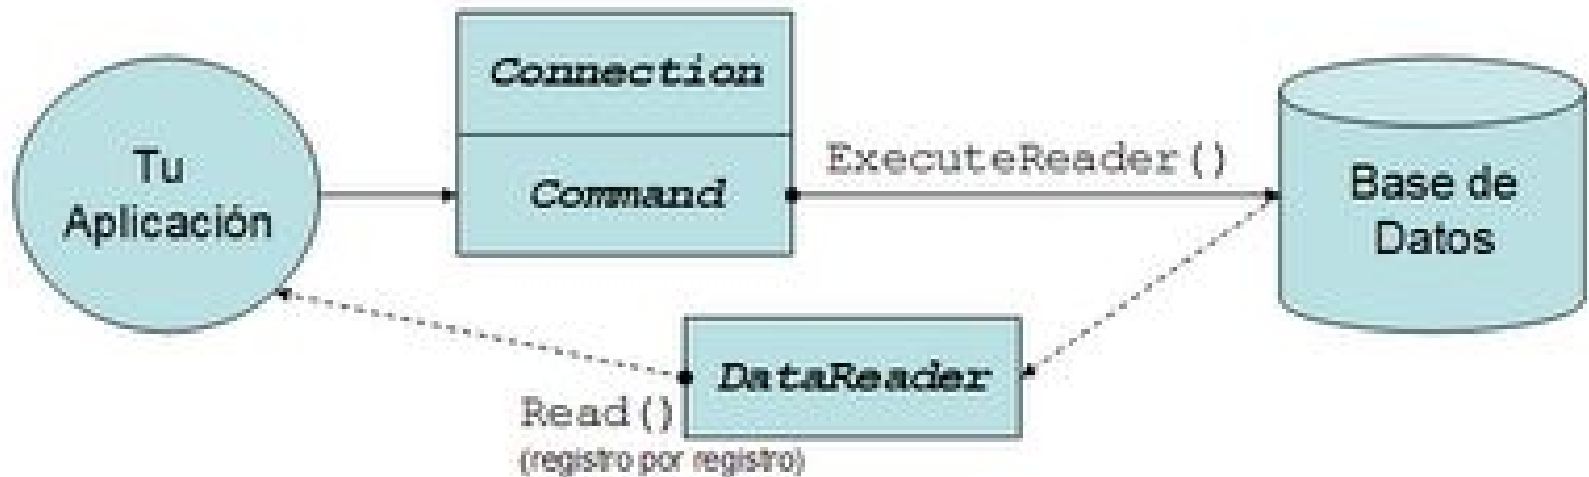 Connection
Tu
Aplicación
Command
ExecuteReader()
Base de
Datos
DataReader
Read()
(registro por registro)